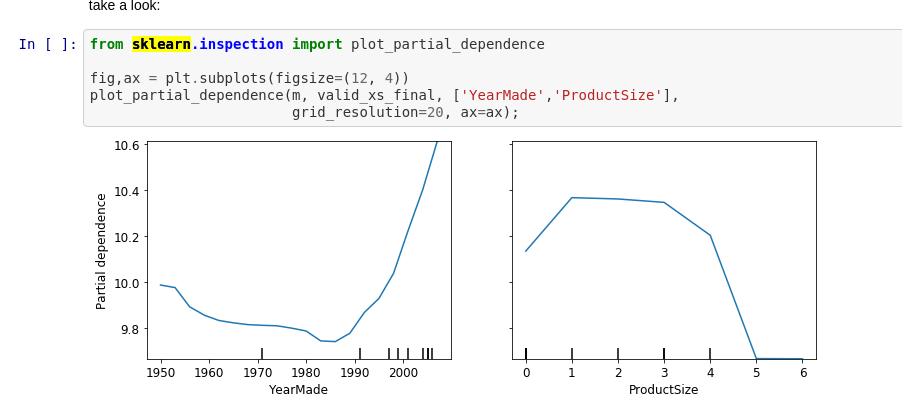 take a look:
In [ ]: from sklearn.inspection import plot_partial_dependence
fig,ax = plt.subplots(figsize=(12, 4))
plot_partial_dependence(m, valid_xs_final, ['YearMade','ProductSize'],
grid_resolution=20, ax=ax);
10.6
10.4
10.2
10.0
9.8
Partial dependence
1950 1960 1970 1980 1990 2000
YearMade
0 1 2 3 4 5 6
ProductSize